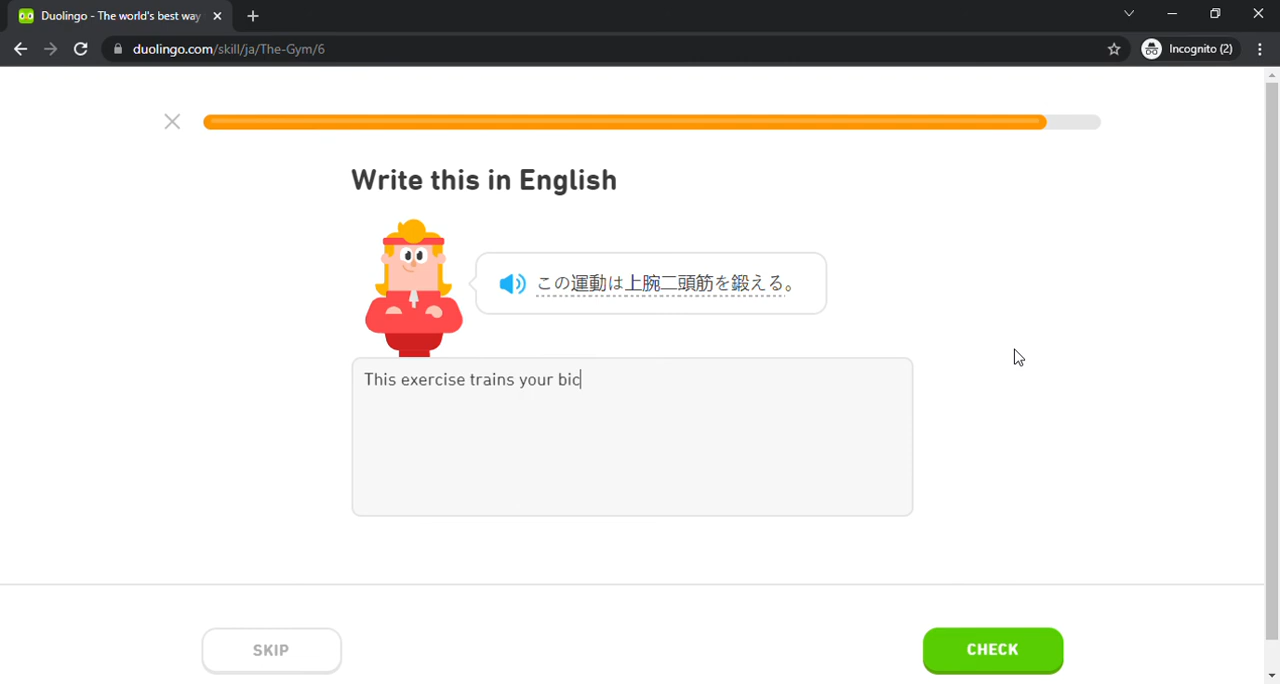 Duolingo - The world's best way
duolingo.com/skill/ja/The-Gym/6
Incognito (2)
Write this in English
この運動は上腕二頭筋を鍛える。
This exercise trains your bic
SKIP
CHECK